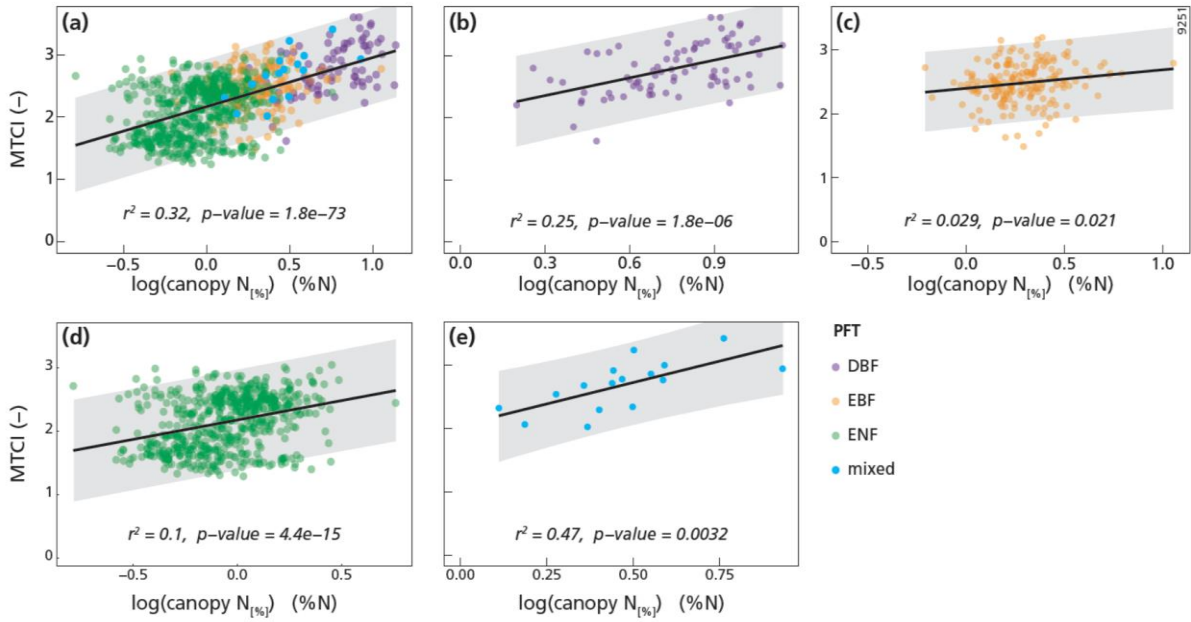 (a)
MTCI (−)
3
2
1
0
r² = 0.32, p−value = 1.8e−73
−0.5 0.0 0.5 1.0
log(canopy N[%]) (%N)
(b)
r² = 0.25, p−value = 1.8e−06
0.0 0.3 0.6 0.9
log(canopy N[%]) (%N)
(c)
9251
3
2
1
0
r² = 0.029, p−value = 0.021
−0.5 0.0 0.5 1.0
log(canopy N[%]) (%N)
(d)
MTCI (−)
3
2
1
0
r² = 0.1, p−value = 4.4e−15
−0.5 0.0 0.5
log(canopy N[%]) (%N)
(e)
r² = 0.47, p−value = 0.0032
0.00 0.25 0.50 0.75
log(canopy N[%]) (%N)
PFT
DBF
EBF
ENF
mixed